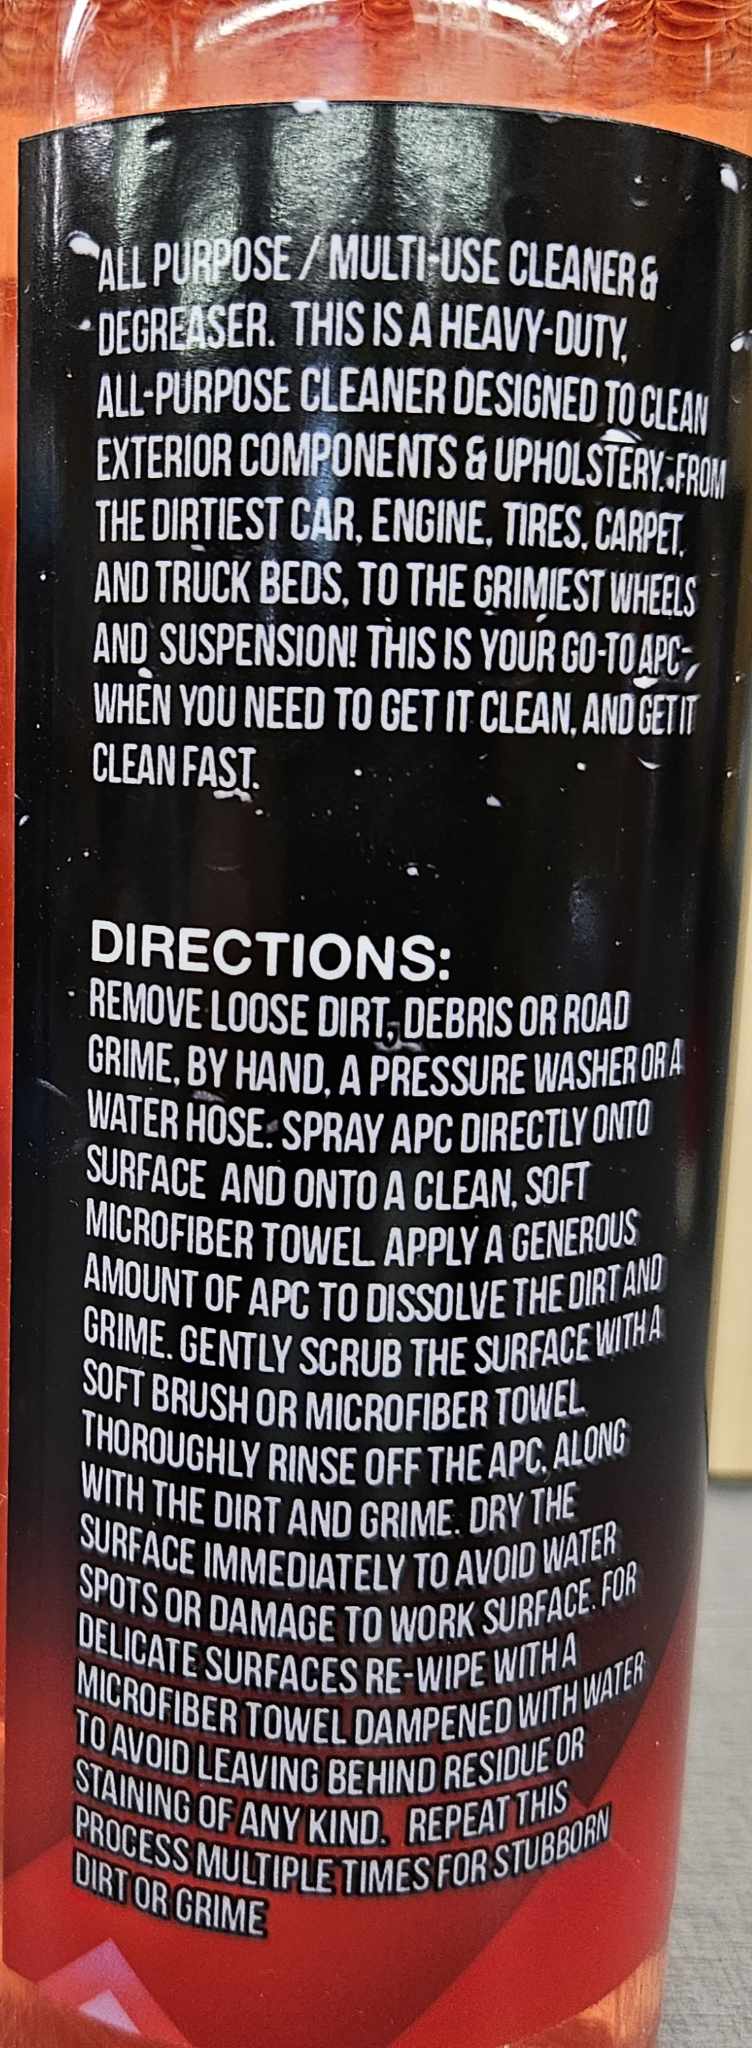 ALL PURPOSE / MULTI-USE CLEANER &
DEGREASER. THIS IS A HEAVY-DUTY,
ALL-PURPOSE CLEANER DESIGNED TO CLEAN
EXTERIOR COMPONENTS & UPHOLSTERY. FROM
THE DIRTIEST CAR, ENGINE, TIRES, CARPET,
AND TRUCK BEDS, TO THE GRIMIEST WHEELS
AND SUSPENSION! THIS IS YOUR GO-TO APC,
WHEN YOU NEED TO GET IT CLEAN, AND GET IT
CLEAN FAST.
DIRECTIONS:
REMOVE LOOSE DIRT, DEBRIS OR ROAD
GRIME, BY HAND, A PRESSURE WASHER OR A
WATER HOSE. SPRAY APC DIRECTLY ONTO
SURFACE AND ONTO A CLEAN, SOFT
MICROFIBER TOWEL. APPLY A GENEROUS
AMOUNT OF APC TO DISSOLVE THE DIRT AND
GRIME. GENTLY SCRUB THE SURFACE WITH A
SOFT BRUSH OR MICROFIBER TOWEL.
THOROUGHLY RINSE OFF THE APC, ALONG
WITH THE DIRT AND GRIME. DRY THE
SURFACE IMMEDIATELY TO AVOID WATER
SPOTS OR DAMAGE TO WORK SURFACE. FOR
DELICATE SURFACES RE-WIPE WITH A
MICROFIBER TOWEL DAMPENED WITH WATER
TO AVOID LEAVING BEHIND RESIDUE OR
STAINING OF ANY KIND. REPEAT THIS
PROCESS MULTIPLE TIMES FOR STUBBORN
DIRT OR GRIME